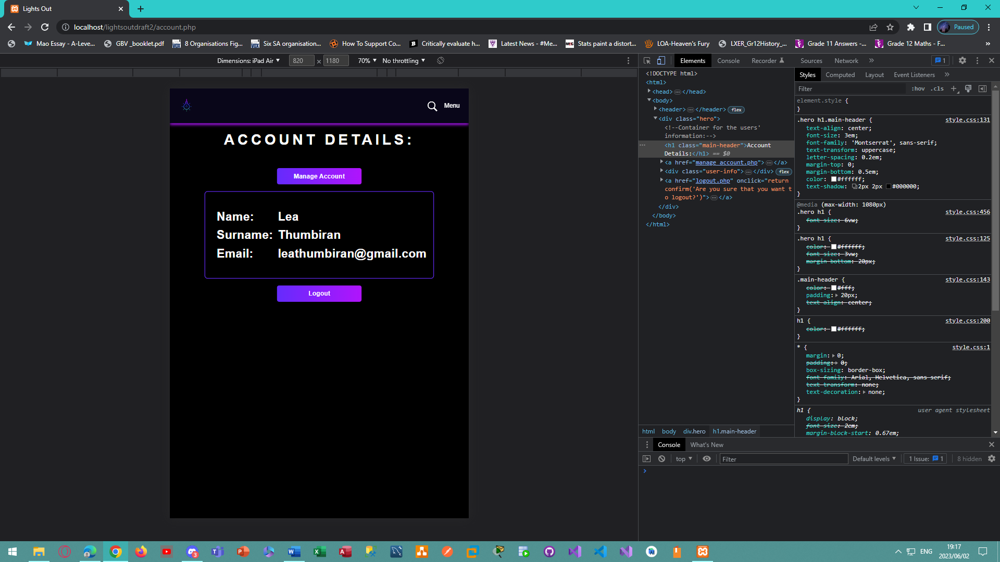 Lights Out
localhost/lightsoutdraft2/account.php
Paused
Mao Essay - A-Leve...
GBV _booklet.pdf
8 Organisations Fig...
Six SA organisation...
How To Support Co...
Critically evaluate h...
Latest News - #Me...
Stats paint a distort...
LOA-Heaven's Fury
LXER_Gr12History_...
Grade 11 Answers -...
Grade 12 Maths - F...
»
Dimensions: iPad Air 820 × 1180 70% No throttling
Menu
ACCOUNT DETAILS:
Manage Account
Name: Lea
Surname: Thumbiran
Email: leathumbiran@gmail.com
Logout
Elements Console Recorder Sources Network » 1
<!DOCTYPE html>
<html>
<head>…</head>
<body>
<header>…</header> flex
<div class="hero">
<!--Container for the users'
information:-->
<h1 class="main-header">Account
Details:</h1> == $0
<a href="manage_account.php">…</a>
<div class="user-info">…</div> flex
<a href="logout.php" onclick="return
confirm('Are you sure that you want t
o logout?')">…</a>
</div>
</body>
</html>
html body div.hero h1.main-header
Styles Computed Layout Event Listeners »
Filter :hov .cls +
element.style {
}
.hero h1.main-header { style.css:131
text-align: center;
font-size: 3em;
font-family: 'Montserrat', sans-serif;
text-transform: uppercase;
letter-spacing: 0.2em;
margin-top: 0;
margin-bottom: 0.5em;
color: #ffffff;
text-shadow: 2px 2px #000000;
}
@media (max-width: 1080px)
.hero h1 { style.css:456
font-size: 6vw;
}
.hero h1 { style.css:125
color: #ffffff;
font-size: 3vw;
margin-bottom: 20px;
}
.main-header { style.css:143
color: #fff;
padding: 20px;
text-align: center;
}
h1 { style.css:200
color: #ffffff;
}
* { style.css:1
margin: 0;
padding: 0;
box-sizing: border-box;
font-family: Arial, Helvetica, sans-serif;
text-transform: none;
text-decoration: none;
}
h1 { user agent stylesheet
display: block;
font-size: 2em;
margin-block-start: 0.67em;
Console What's New
top Filter Default levels 1 Issue: 1 8 hidden
3
ENG
19:17
2023/06/02